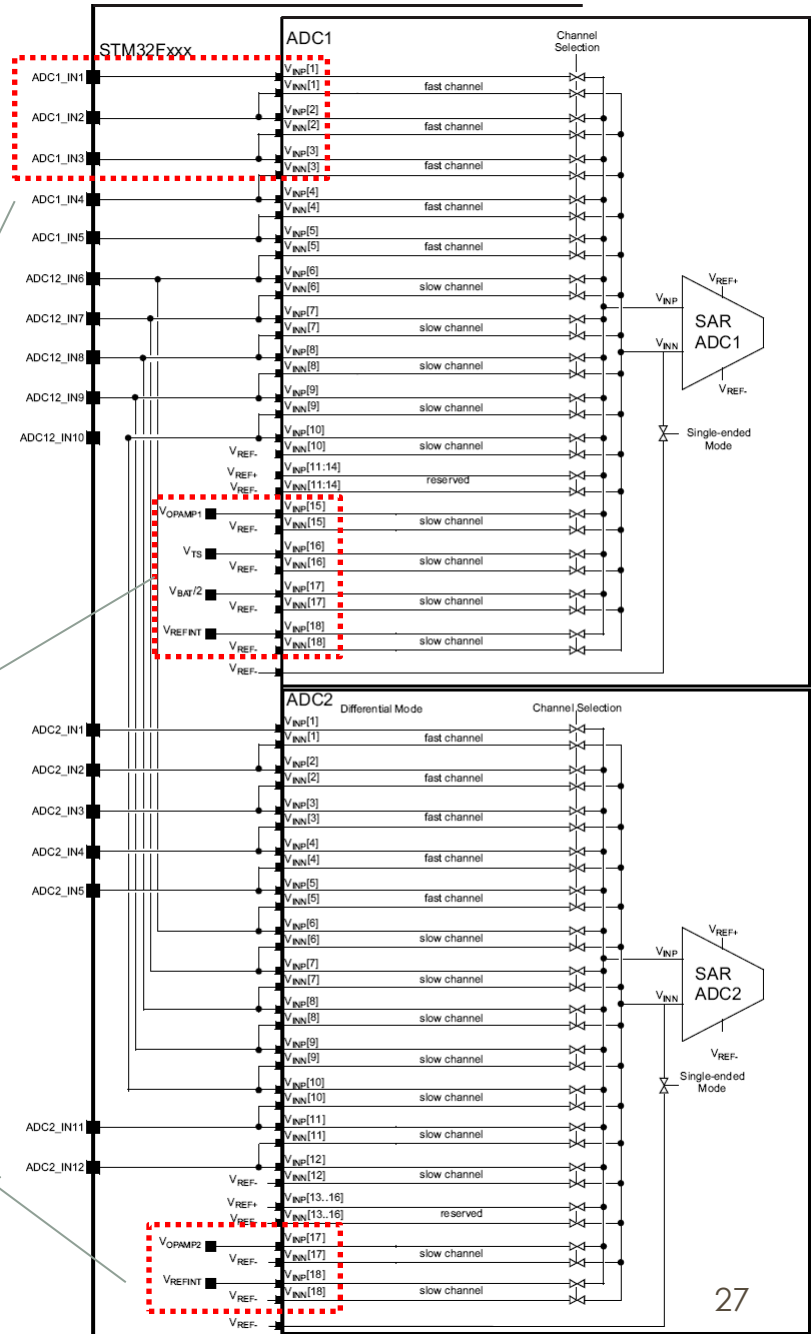 STM32Fxxx
ADC1
Channel
Selection
ADC1_IN1
VINP[1]
VINN[1]
fast channel
ADC1_IN2
VINP[2]
VINN[2]
fast channel
ADC1_IN3
VINP[3]
VINN[3]
fast channel
ADC1_IN4
VINP[4]
VINN[4]
fast channel
ADC1_IN5
VINP[5]
VINN[5]
fast channel
ADC12_IN6
VINP[6]
VINN[6]
slow channel
ADC12_IN7
VINP[7]
VINN[7]
slow channel
ADC12_IN8
VINP[8]
VINN[8]
slow channel
ADC12_IN9
VINP[9]
VINN[9]
slow channel
ADC12_IN10
VINP[10]
VREF-
VINN[10]
slow channel
VREF+
VINP[11:14]
VREF-
VINN[11:14]
reserved
VOPAMP1
VINP[15]
VREF-
VINN[15]
slow channel
VTS
VINP[16]
VREF-
VINN[16]
slow channel
VBAT/2
VINP[17]
VREF-
VINN[17]
slow channel
VREFINT
VINP[18]
VREF-
VINN[18]
slow channel
VREF-
VREF+
VINP
SAR
ADC1
VINN
VREF-
Single-ended
Mode
ADC2
Differential Mode
Channel Selection
ADC2_IN1
VINP[1]
VINN[1]
fast channel
ADC2_IN2
VINP[2]
VINN[2]
fast channel
ADC2_IN3
VINP[3]
VINN[3]
fast channel
ADC2_IN4
VINP[4]
VINN[4]
fast channel
ADC2_IN5
VINP[5]
VINN[5]
fast channel
VINP[6]
VINN[6]
slow channel
VINP[7]
VINN[7]
slow channel
VINP[8]
VINN[8]
slow channel
VINP[9]
VINN[9]
slow channel
VINP[10]
VINN[10]
slow channel
ADC2_IN11
VINP[11]
VINN[11]
slow channel
ADC2_IN12
VINP[12]
VREF-
VINN[12]
slow channel
VREF+
VINP[13..16]
VREF-
VINN[13..16]
reserved
VOPAMP2
VINP[17]
VREF-
VINN[17]
slow channel
VREFINT
VINP[18]
VREF-
VINN[18]
slow channel
VREF-
VREF+
VINP
SAR
ADC2
VINN
VREF-
Single-ended
Mode
27